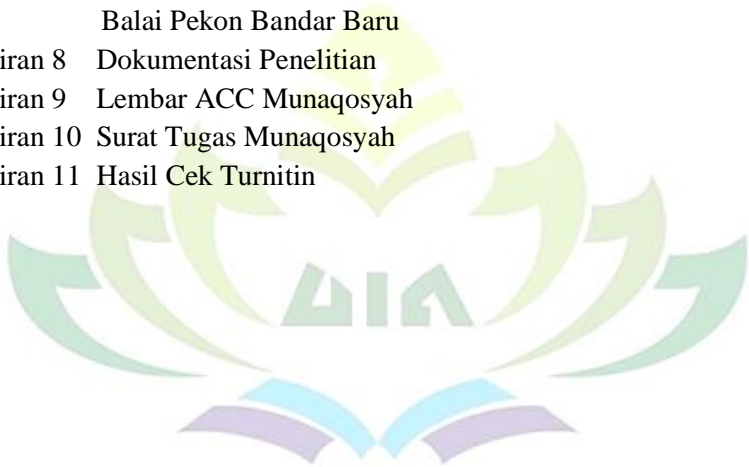 Balai Pekon Bandar Baru
iran 8 Dokumentasi Penelitian
iran 9 Lembar ACC Munaqosyah
iran 10 Surat Tugas Munaqosyah
iran 11 Hasil Cek Turnitin
UIN